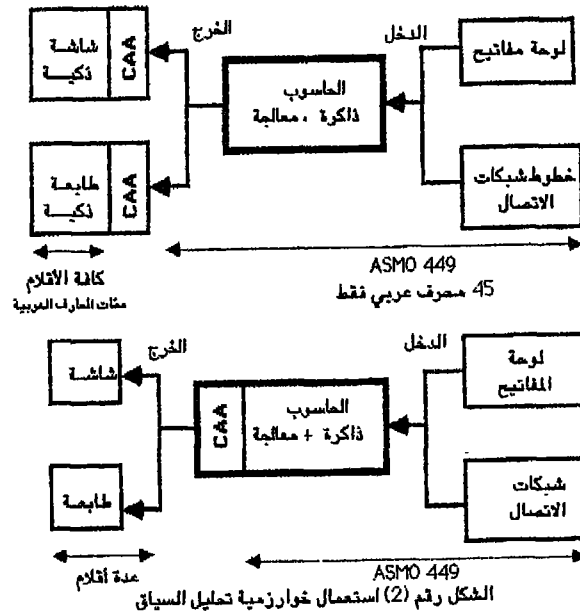 الخرج
الدخل
لوحة مفاتيح
شاشة
ذكية
CAA
الحاسوب
ذاكرة ، معالجة
خطوط شبكات
الاتصال
طابعة
ذكية
CAA
ASMO 449
45 محرف عربي فقط
كافة الأقلام
مئات المحارف العربية
الخرج
الدخل
لوحة
المفاتيح
شاشة
CAA
الحاسوب
ذاكرة + معالجة
شبكات
الاتصال
طابعة
ASMO 449
عدة أقلام
الشكل رقم (2) استعمال خوارزمية تحليل السياق